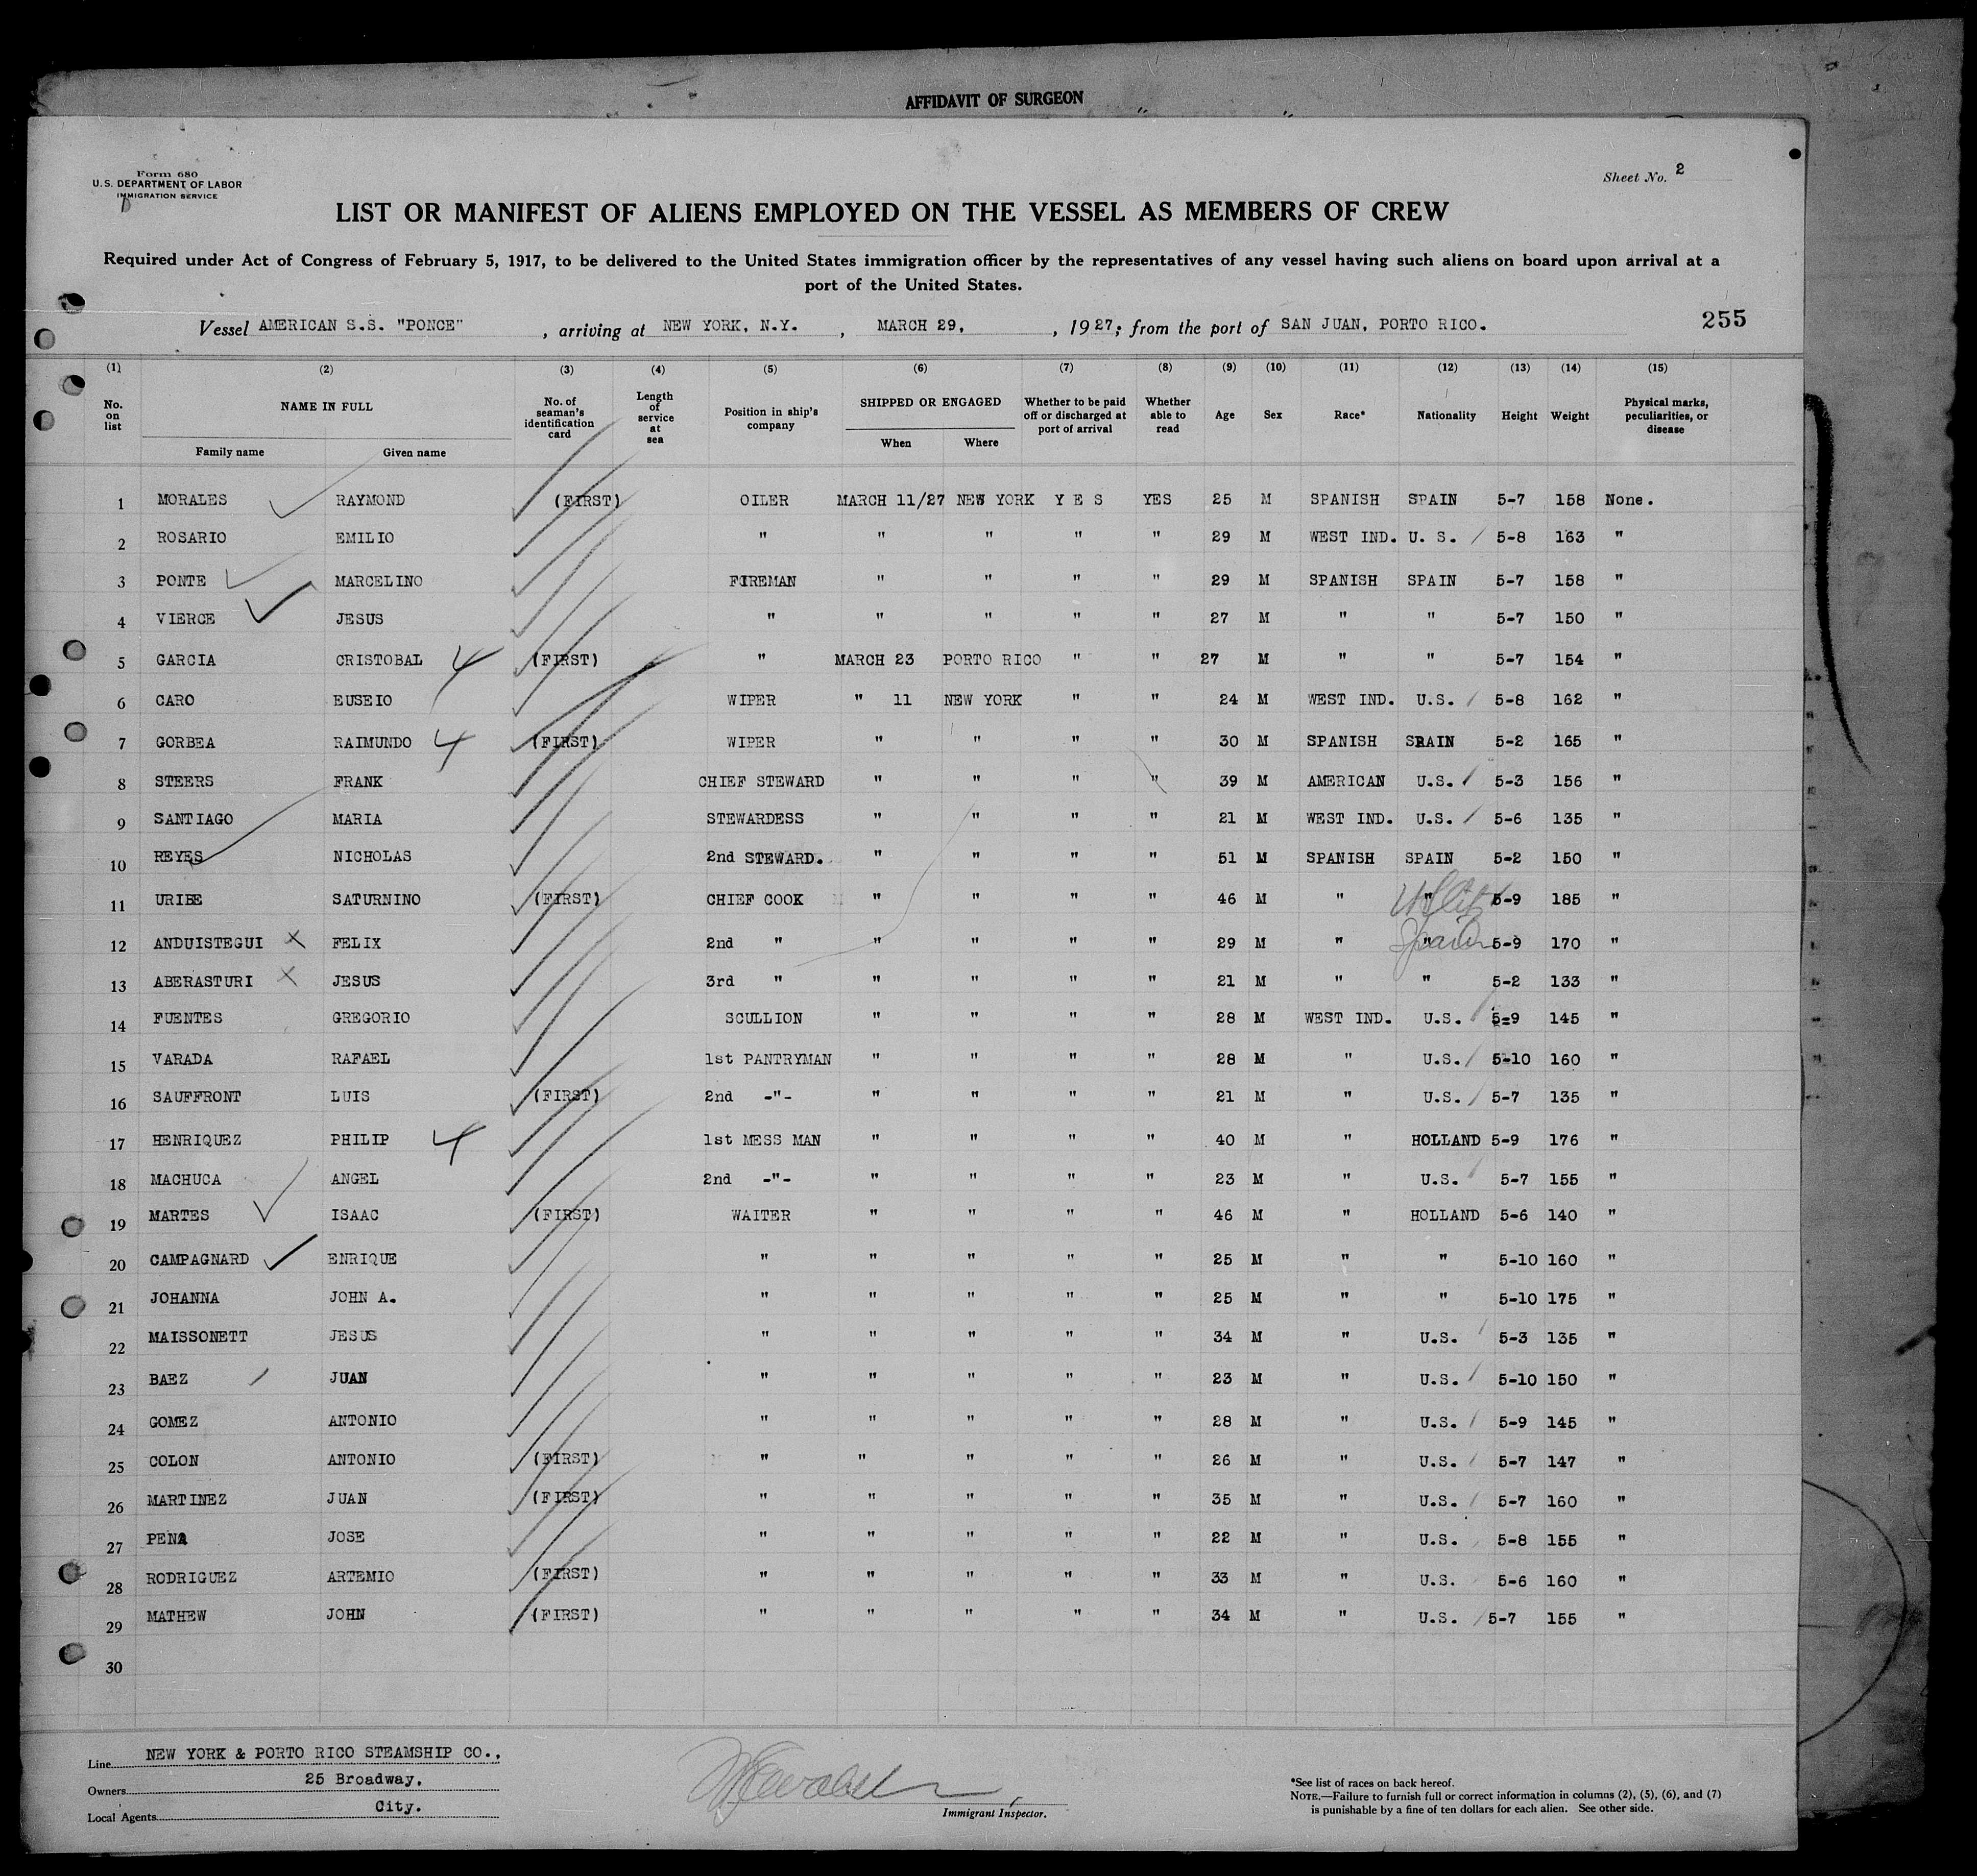 AFFIDAVIT OF SURGEON
Form 680
U.S. DEPARTMENT OF LABOR
IMMIGRATION SERVICE
Sheet No. 2
LIST OR MANIFEST OF ALIENS EMPLOYED ON THE VESSEL AS MEMBERS OF CREW
Required under Act of Congress of February 5, 1917, to be delivered to the United States immigration officer by the representatives of any vessel having such aliens on board upon arrival at a
port of the United States.
Vessel AMERICAN S.S. "PONCE", arriving at NEW YORK, N.Y., MARCH 29, , 1927; from the port of SAN JUAN, PORTO RICO.
255
(1) (2) (3) (4) (5) (6) (7) (8) (9) (10) (11) (12) (13) (14) (15)
No. on list NAME IN FULL No. of seaman's identification card Length of service at sea Position in ship's company SHIPPED OR ENGAGED Whether to be paid off or discharged at port of arrival Whether able to read Age Sex Race* Nationality Height Weight Physical marks, peculiarities, or disease
Family name Given name When Where
1 MORALES RAYMOND (FIRST) OILER MARCH 11/27 NEW YORK Y E S YES 25 M SPANISH SPAIN 5-7 158 None.
2 ROSARIO EMILIO " " " " " 29 M WEST IND. U. S. 5-8 163 "
3 PONTE MARCELINO FIREMAN " " " " 29 M SPANISH SPAIN 5-7 158 "
4 VIERCE JESUS " " " " " 27 M " " 5-7 150 "
5 GARCIA CRISTOBAL 4 (FIRST) " MARCH 23 PORTO RICO " " 27 M " " 5-7 154 "
6 CARO EUSEIO WIPER " 11 NEW YORK " " 24 M WEST IND. U.S. 5-8 162 "
7 GORBEA RAIMUNDO 4 (FIRST) WIPER " " " " 30 M SPANISH SPAIN 5-2 165 "
8 STEERS FRANK CHIEF STEWARD " " " " 39 M AMERICAN U.S. 5-3 156 "
9 SANTIAGO MARIA STEWARDESS " " " " 21 M WEST IND. U.S. 5-6 135 "
10 REYES NICHOLAS 2nd STEWARD. " " " " 51 M SPANISH SPAIN 5-2 150 "
11 URIBE SATURNINO (FIRST) CHIEF COOK " " " " 46 M " " 5-9 185 "
12 ANDUISTEGUI X FELIX 2nd " " " " " 29 M " " Spain 5-9 170 "
13 ABERASTURI X JESUS 3rd " " " " " 21 M " " 5-2 133 "
14 FUENTES GREGORIO SCULLION " " " " 28 M WEST IND. U.S. 5-9 145 "
15 VARADA RAFAEL 1st PANTRYMAN " " " " 28 M " U.S. 5-10 160 "
16 SAUFFRONT LUIS (FIRST) 2nd -"- " " " " 21 M " U.S. 5-7 135 "
17 HENRIQUEZ PHILIP 4 1st MESS MAN " " " " 40 M " HOLLAND 5-9 176 "
18 MACHUCA ANGEL 2nd -"- " " " " 23 M " U.S. 5-7 155 "
19 MARTES ISAAC (FIRST) WAITER " " " " 46 M " HOLLAND 5-6 140 "
20 CAMPAGNARD ENRIQUE " " " " " 25 M " " 5-10 160 "
21 JOHANNA JOHN A. " " " " " 25 M " " 5-10 175 "
22 MAISSONETT JESUS " " " " " 34 M " U.S. 5-3 135 "
23 BAEZ JUAN " " " " " 23 M " U.S. 5-10 150 "
24 GOMEZ ANTONIO " " " " " 28 M " U.S. 5-9 145 "
25 COLON ANTONIO (FIRST) " " " " " 26 M " U.S. 5-7 147 "
26 MARTINEZ JUAN (FIRST) " " " " " 35 M " U.S. 5-7 160 "
27 PENA JOSE " " " " " 22 M " U.S. 5-8 155 "
28 RODRIGUEZ ARTEMIO (FIRST) " " " " " 33 M " U.S. 5-6 160 "
29 MATHEW JOHN (FIRST) " " " " " 34 M " U.S. 5-7 155 "
30
Line NEW YORK & PORTO RICO STEAMSHIP CO.,
Owners 25 Broadway,
Local Agents City.
Immigrant Inspector.
*See list of races on back hereof.
NOTE.—Failure to furnish full or correct information in columns (2), (5), (6), and (7)
is punishable by a fine of ten dollars for each alien. See other side.